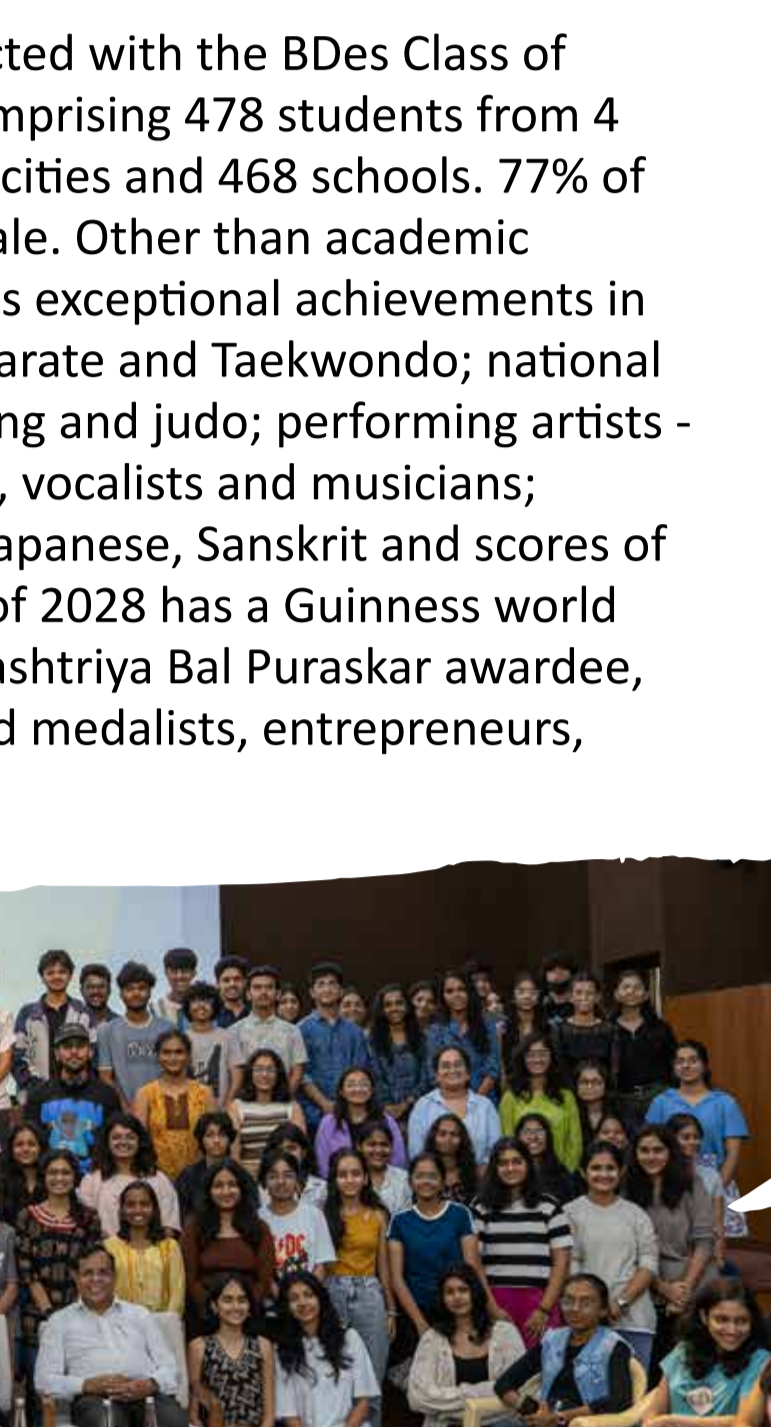 cted with the BDes Class of
mprising 478 students from 4
cities and 468 schools. 77% of
ale. Other than academic
s exceptional achievements in
arate and Taekwondo; national
ng and judo; performing artists -
, vocalists and musicians;
apanese, Sanskrit and scores of
of 2028 has a Guinness world
ashtriya Bal Puraskar awardee,
d medalists, entrepreneurs,